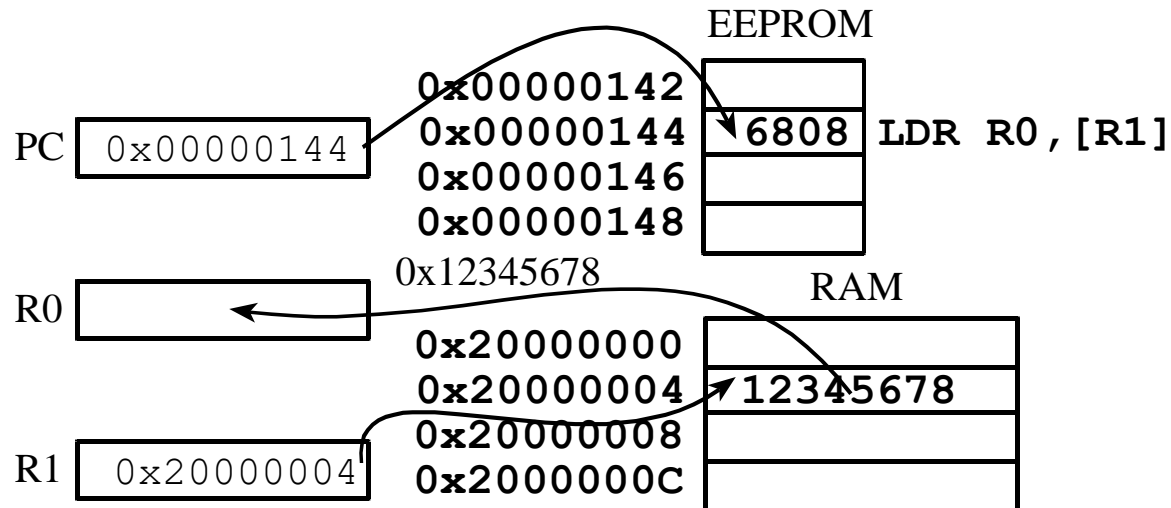 EEPROM
0x00000142
PC 0x00000144 0x00000144 6808 LDR R0,[R1]
0x00000146
0x00000148
0x12345678
RAM
R0
0x20000000
0x20000004 12345678
0x20000008
R1 0x20000004
0x2000000C